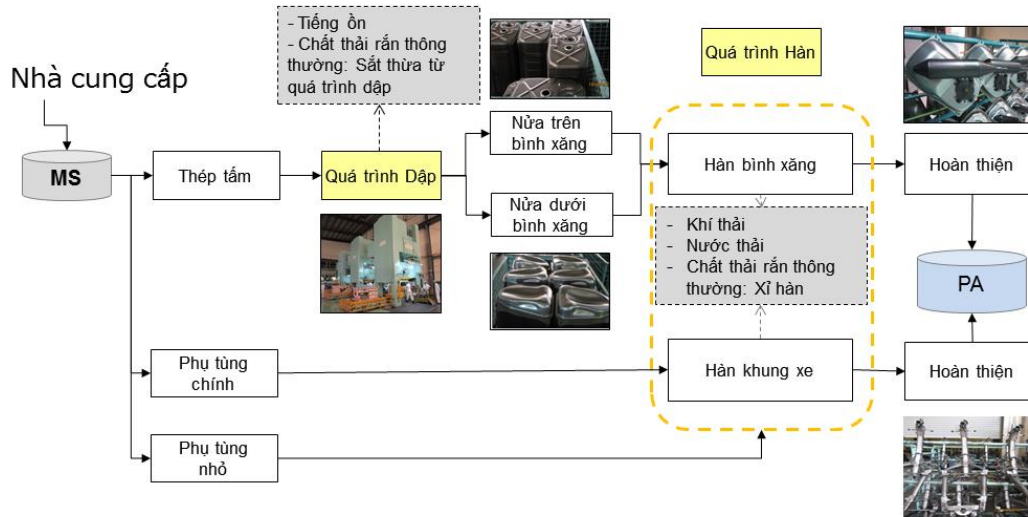 - Tiếng ồn
- Chất thải rắn thông
thường: Sắt thừa từ
quá trình dập
Quá trình Hàn
Nhà cung cấp
MS
Thép tấm
Quá trình Dập
Nửa trên
bình xăng
Nửa dưới
bình xăng
Hàn bình xăng
Hoàn thiện
- Khí thải
- Nước thải
- Chất thải rắn thông
thường: Xỉ hàn
PA
Phụ tùng
chính
Hàn khung xe
Hoàn thiện
Phụ tùng
nhỏ